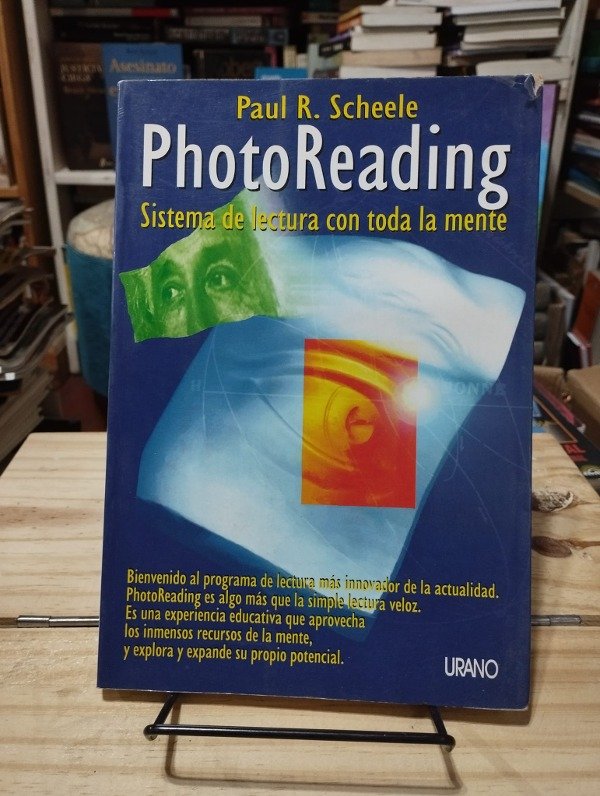 Asesinato
Paul R. Scheele
PhotoReading
Sistema de lectura con toda la mente
Bienvenido al programa de lectura más innovador de la actualidad.
PhotoReading es algo más que la simple lectura veloz.
Es una experiencia educativa que aprovecha
los inmensos recursos de la mente,
y explora y expande su propio potencial.
URANO